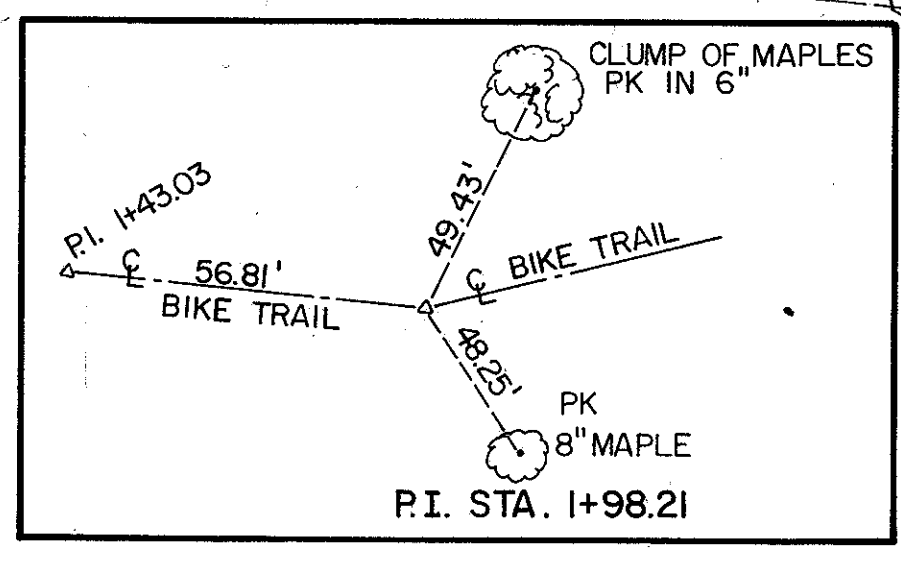 CLUMP OF MAPLES
PK IN 6"
P.I. 1+43.03
49.43'
℄
56.81'
BIKE TRAIL
℄ BIKE TRAIL
48.25'
PK
8" MAPLE
P.I. STA. 1+98.21